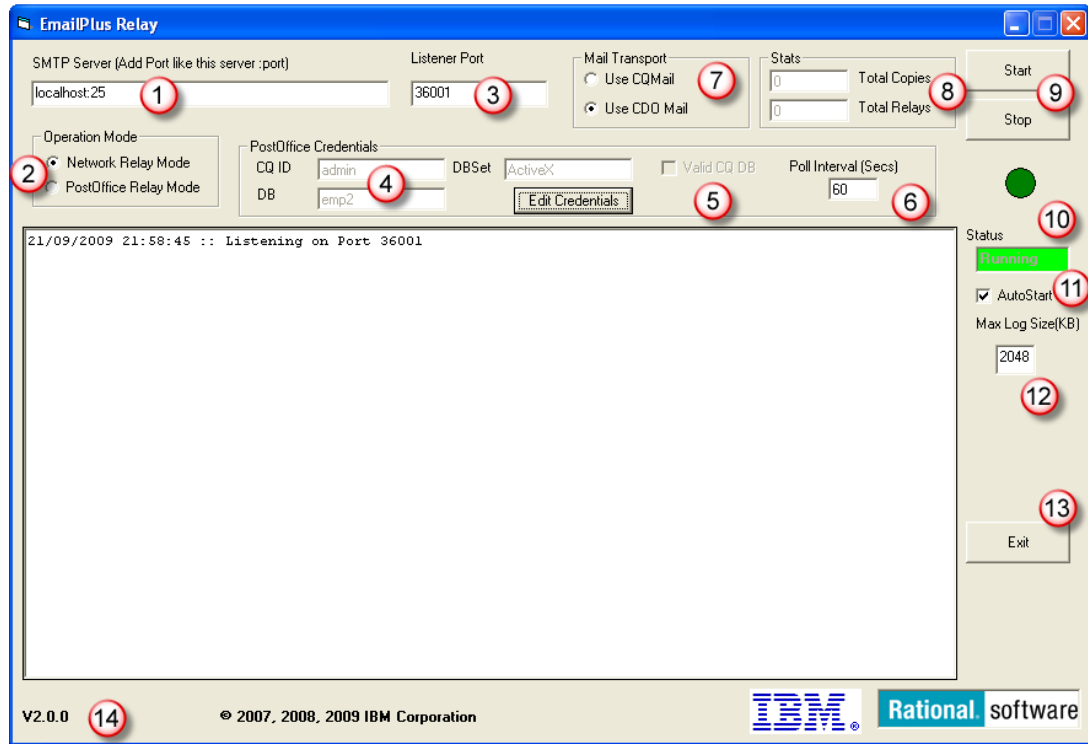 EmailPlus Relay
SMTP Server (Add Port like this server :port)
localhost:25
1
Listener Port
36001
3
Mail Transport
Use CQMail
Use CDO Mail
7
Stats
0 Total Copies
0 Total Relays
8
Start
Stop
9
Operation Mode
Network Relay Mode
PostOffice Relay Mode
2
PostOffice Credentials
CQ ID admin
DB emp2
4
DBSet ActiveX
Edit Credentials
Valid CQ DB
5
Poll Interval (Secs)
60
6
10
Status
Running
11
AutoStart
Max Log Size(KB)
2048
12
21/09/2009 21:58:45 :: Listening on Port 36001
13
Exit
V2.0.0
14
© 2007, 2008, 2009 IBM Corporation
IBM®
Rational. software